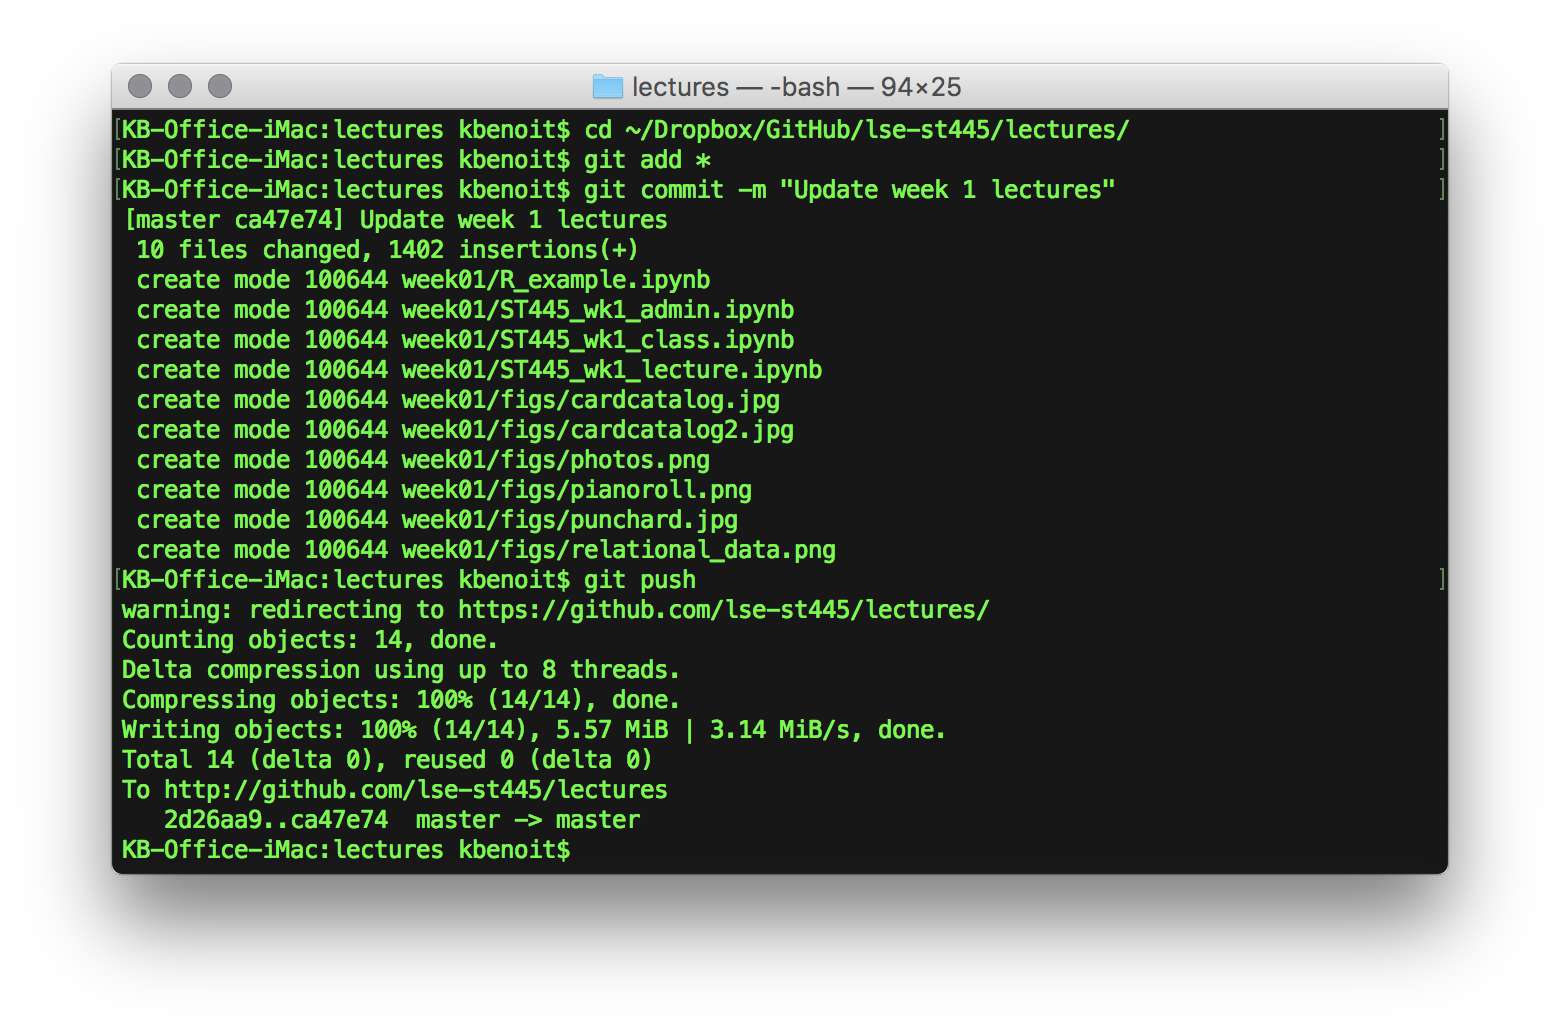 lectures — -bash — 94×25
[KB-Office-iMac:lectures kbenoit$ cd ~/Dropbox/GitHub/lse-st445/lectures/ ]
[KB-Office-iMac:lectures kbenoit$ git add * ]
[KB-Office-iMac:lectures kbenoit$ git commit -m "Update week 1 lectures" ]
[master ca47e74] Update week 1 lectures
 10 files changed, 1402 insertions(+)
 create mode 100644 week01/R_example.ipynb
 create mode 100644 week01/ST445_wk1_admin.ipynb
 create mode 100644 week01/ST445_wk1_class.ipynb
 create mode 100644 week01/ST445_wk1_lecture.ipynb
 create mode 100644 week01/figs/cardcatalog.jpg
 create mode 100644 week01/figs/cardcatalog2.jpg
 create mode 100644 week01/figs/photos.png
 create mode 100644 week01/figs/pianoroll.png
 create mode 100644 week01/figs/punchard.jpg
 create mode 100644 week01/figs/relational_data.png
[KB-Office-iMac:lectures kbenoit$ git push ]
warning: redirecting to https://github.com/lse-st445/lectures/
Counting objects: 14, done.
Delta compression using up to 8 threads.
Compressing objects: 100% (14/14), done.
Writing objects: 100% (14/14), 5.57 MiB | 3.14 MiB/s, done.
Total 14 (delta 0), reused 0 (delta 0)
To http://github.com/lse-st445/lectures
   2d26aa9..ca47e74  master -> master
KB-Office-iMac:lectures kbenoit$